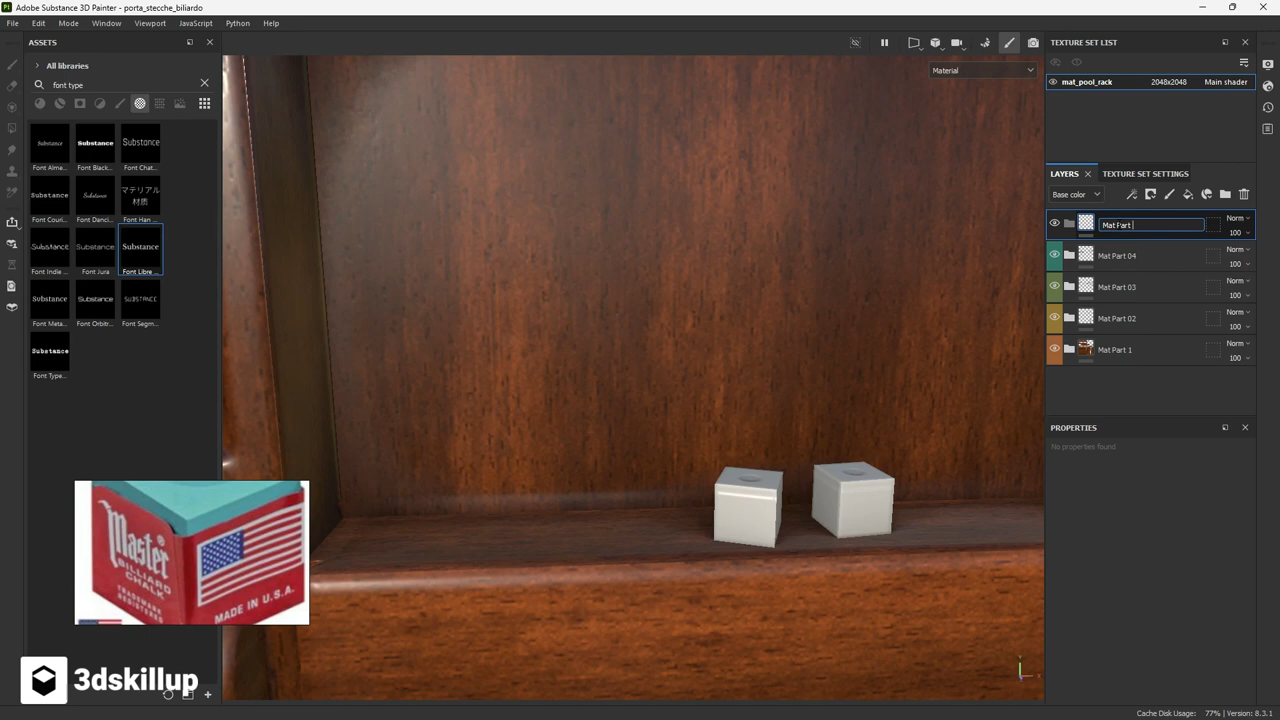 Pt Adobe Substance 3D Painter - porta_stecche_biliardo
File Edit Mode Window Viewport JavaScript Python Help
ASSETS
All libraries
font type
Substance Substance Substance
Font Alme... Font Black... Font Chat...
Substance Substance マテリアル
材質
Font Couri... Font Danci... Font Han ...
Substance Substance Substance
Font Indie ... Font Jura Font Libre ...
Substance Substance SUBSTANCE
Font Meta... Font Orbitr... Font Segm...
Substance
Font Type...
Material
TEXTURE SET LIST
mat_pool_rack 2048x2048 Main shader
LAYERS TEXTURE SET SETTINGS
Base color
Mat Part Norm
100
Mat Part 04 Norm
100
Mat Part 03 Norm
100
Mat Part 02 Norm
100
Mat Part 1 Norm
100
PROPERTIES
No properties found
Master
BILLIARD
CHALK
TRADEMARK
REGISTERED
MADE IN U.S.A.
3dskillup
Cache Disk Usage: 77% | Version: 8.3.1